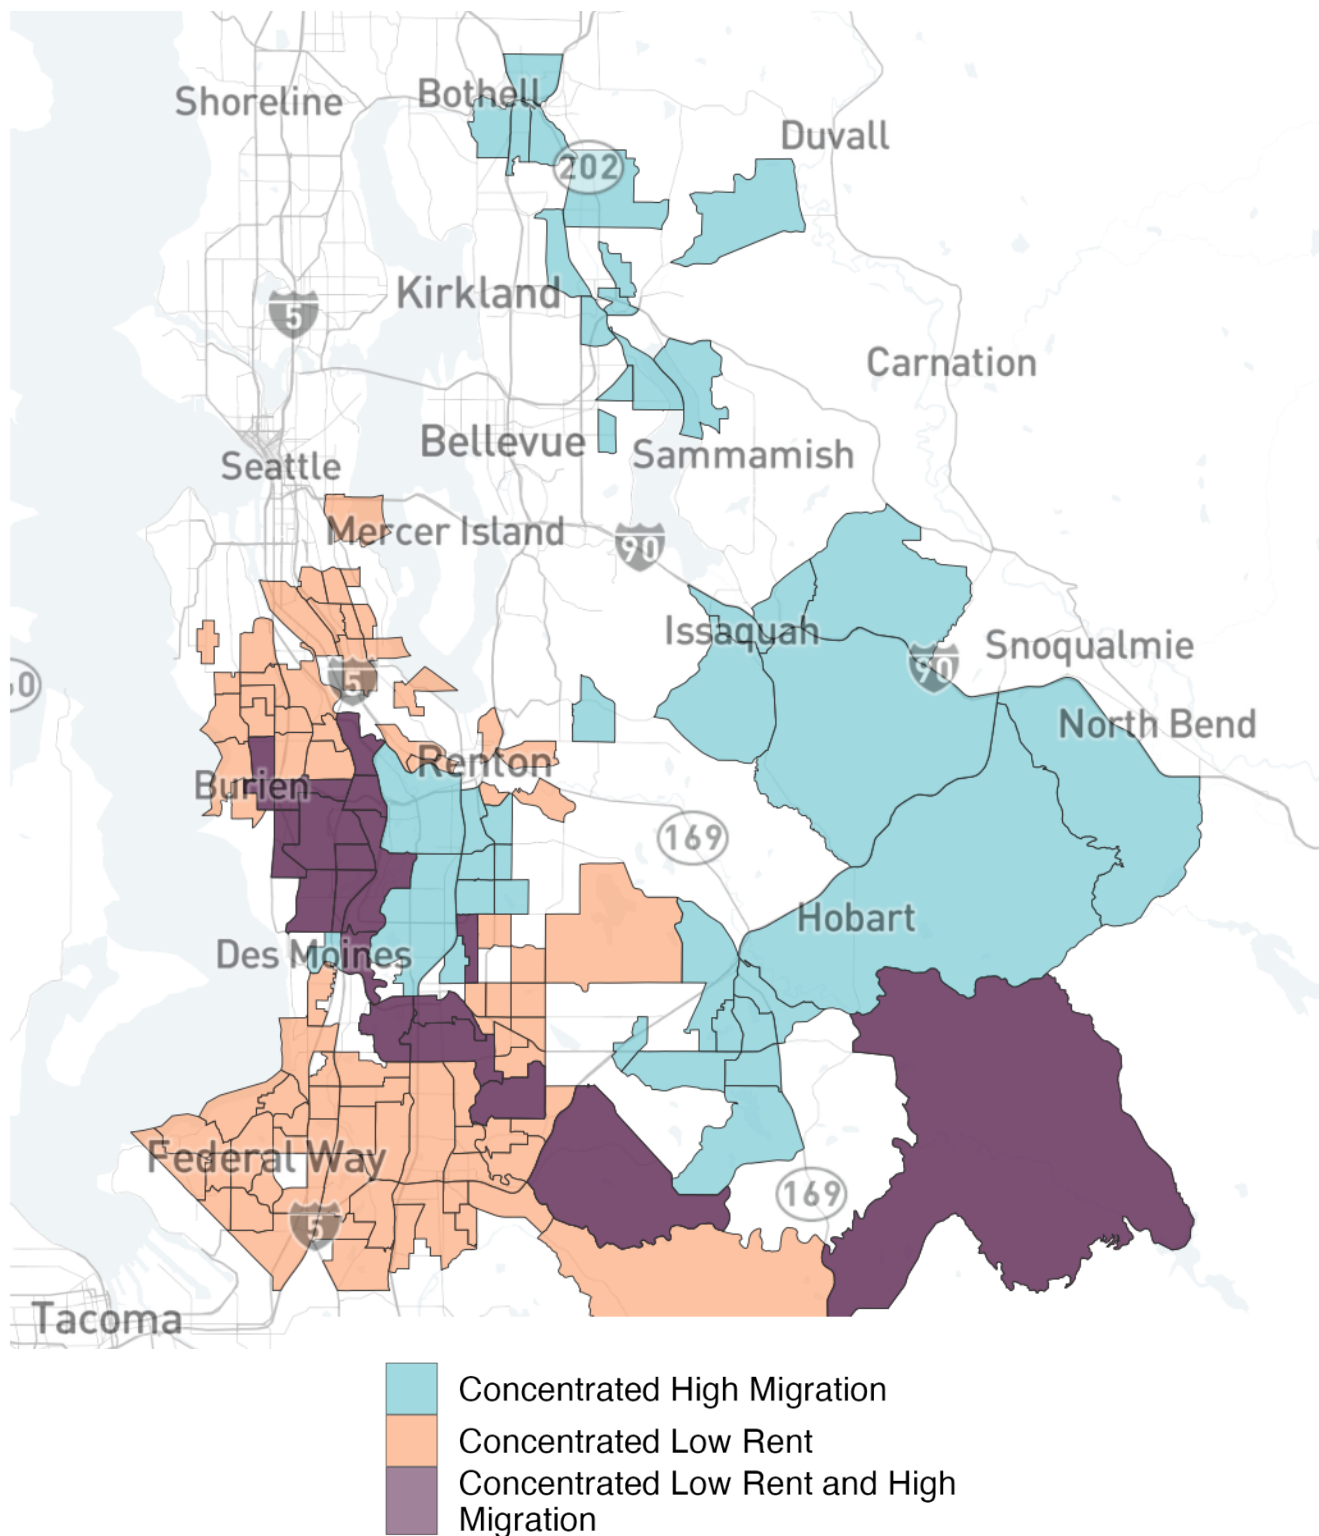 Shoreline
Bothell
Duvall
202
Kirkland
5
Carnation
Bellevue
Sammamish
Seattle
Mercer Island
90
Issaquah
Snoqualmie
5
90
North Bend
Renton
Burien
169
Hobart
Des Moines
Federal Way
169
5
Tacoma
Concentrated High Migration
Concentrated Low Rent
Concentrated Low Rent and High
Migration